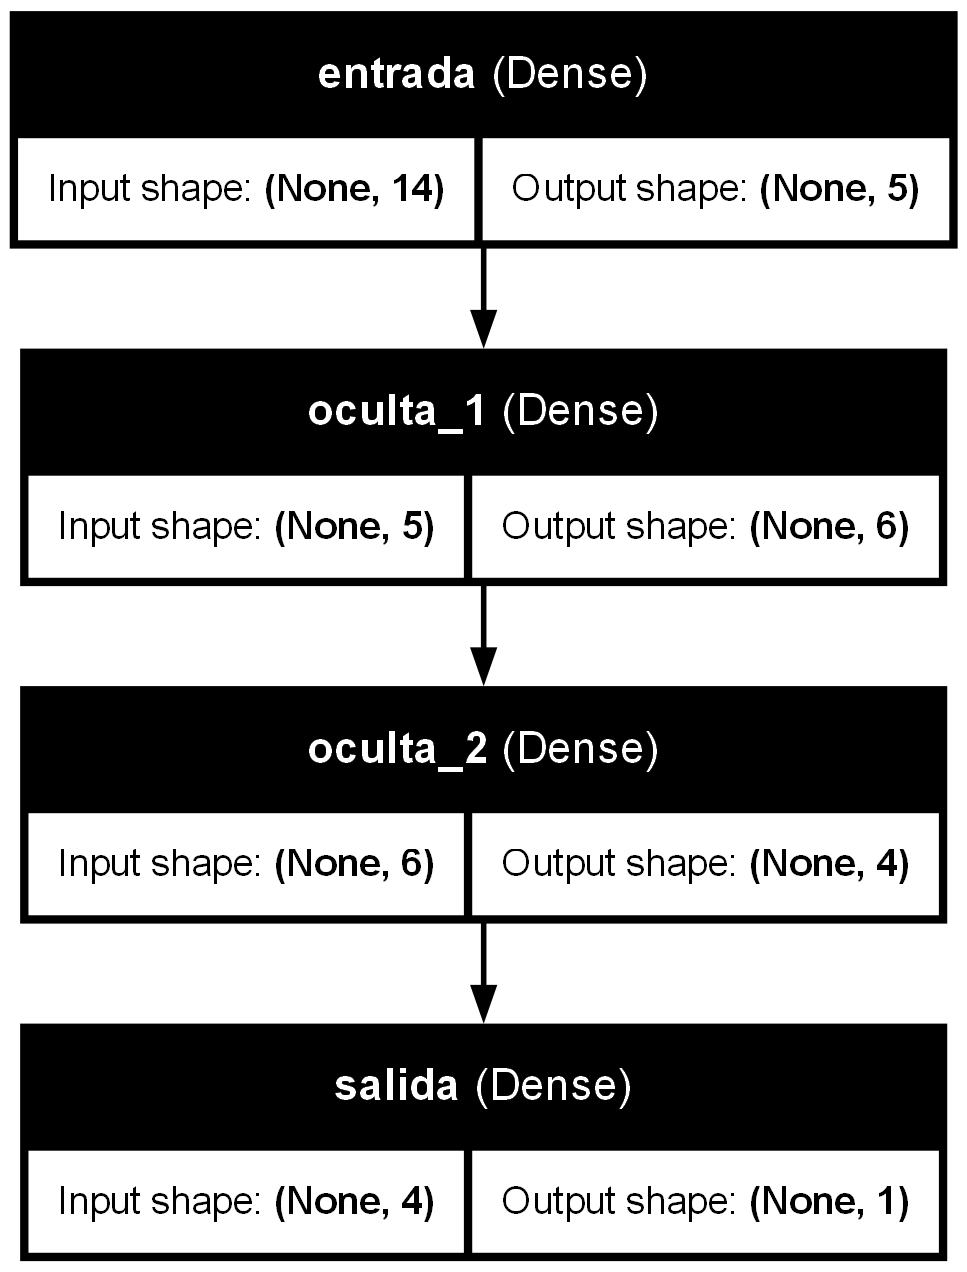 entrada (Dense)
Input shape: (None, 14) Output shape: (None, 5)
oculta_1 (Dense)
Input shape: (None, 5) Output shape: (None, 6)
oculta_2 (Dense)
Input shape: (None, 6) Output shape: (None, 4)
salida (Dense)
Input shape: (None, 4) Output shape: (None, 1)